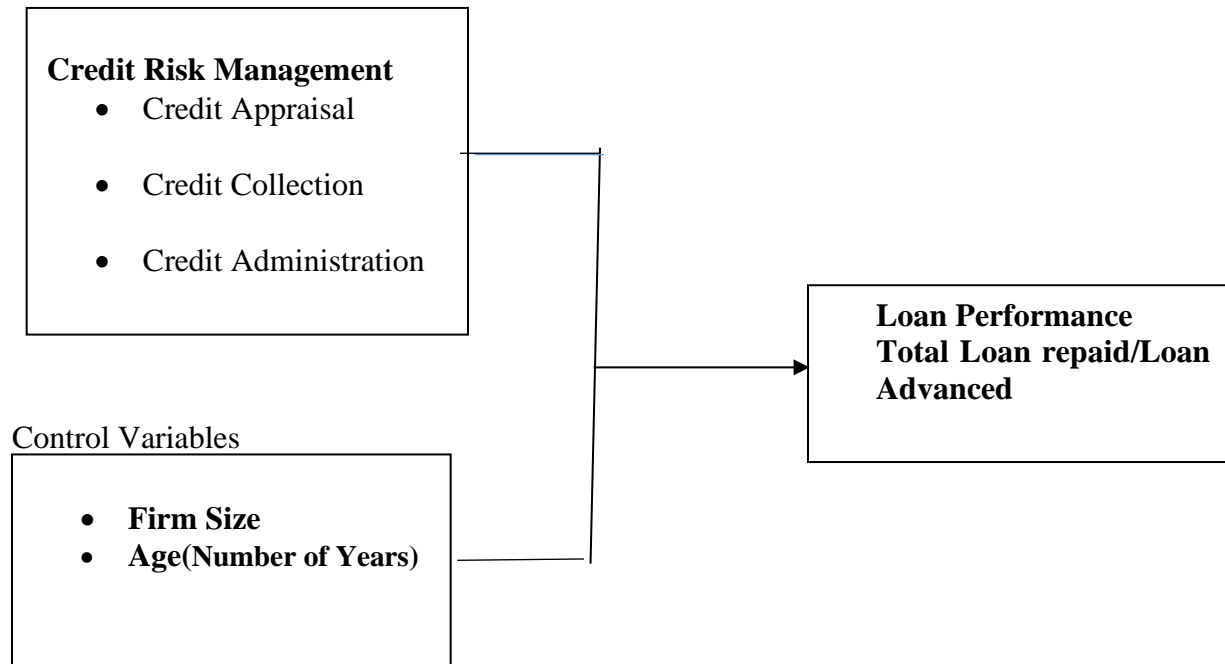 Credit Risk Management
• Credit Appraisal
• Credit Collection
• Credit Administration
Loan Performance
Total Loan repaid/Loan
Advanced
Control Variables
• Firm Size
• Age(Number of Years)